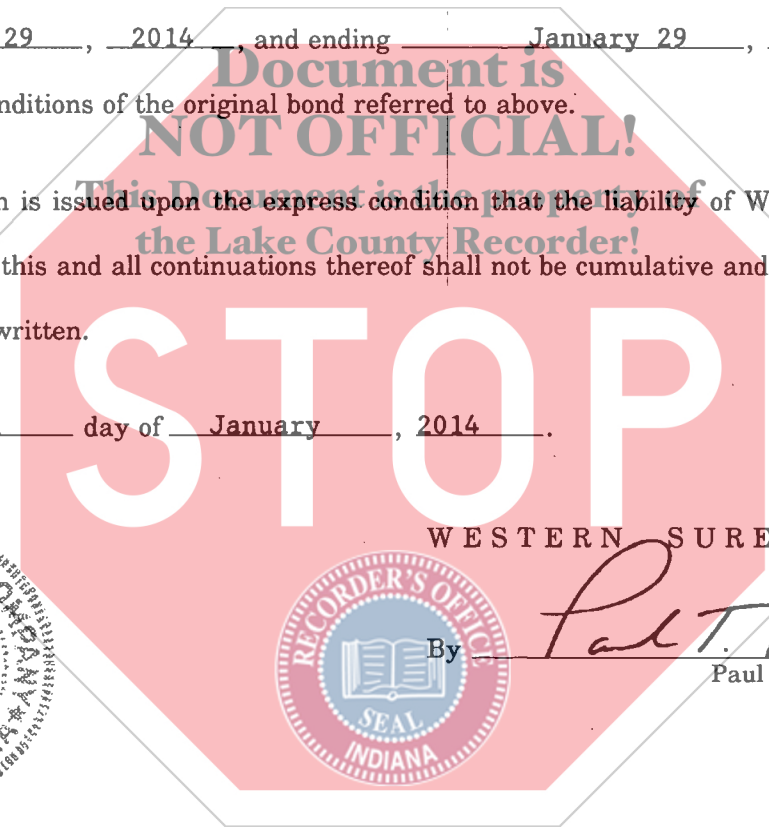 29 , 2014 , and ending January 29 ,
Document is
nditions of the original bond referred to above.
NOT OFFICIAL!
This Document is the property of
n is issued upon the express condition that the liability of W
the Lake County Recorder!
this and all continuations thereof shall not be cumulative and
written.
STOP
day of January , 2014 .
WESTERN SURE
RECORDER'S OFFICE
SEAL
INDIANA
OMPANY
By Paul T.
Paul